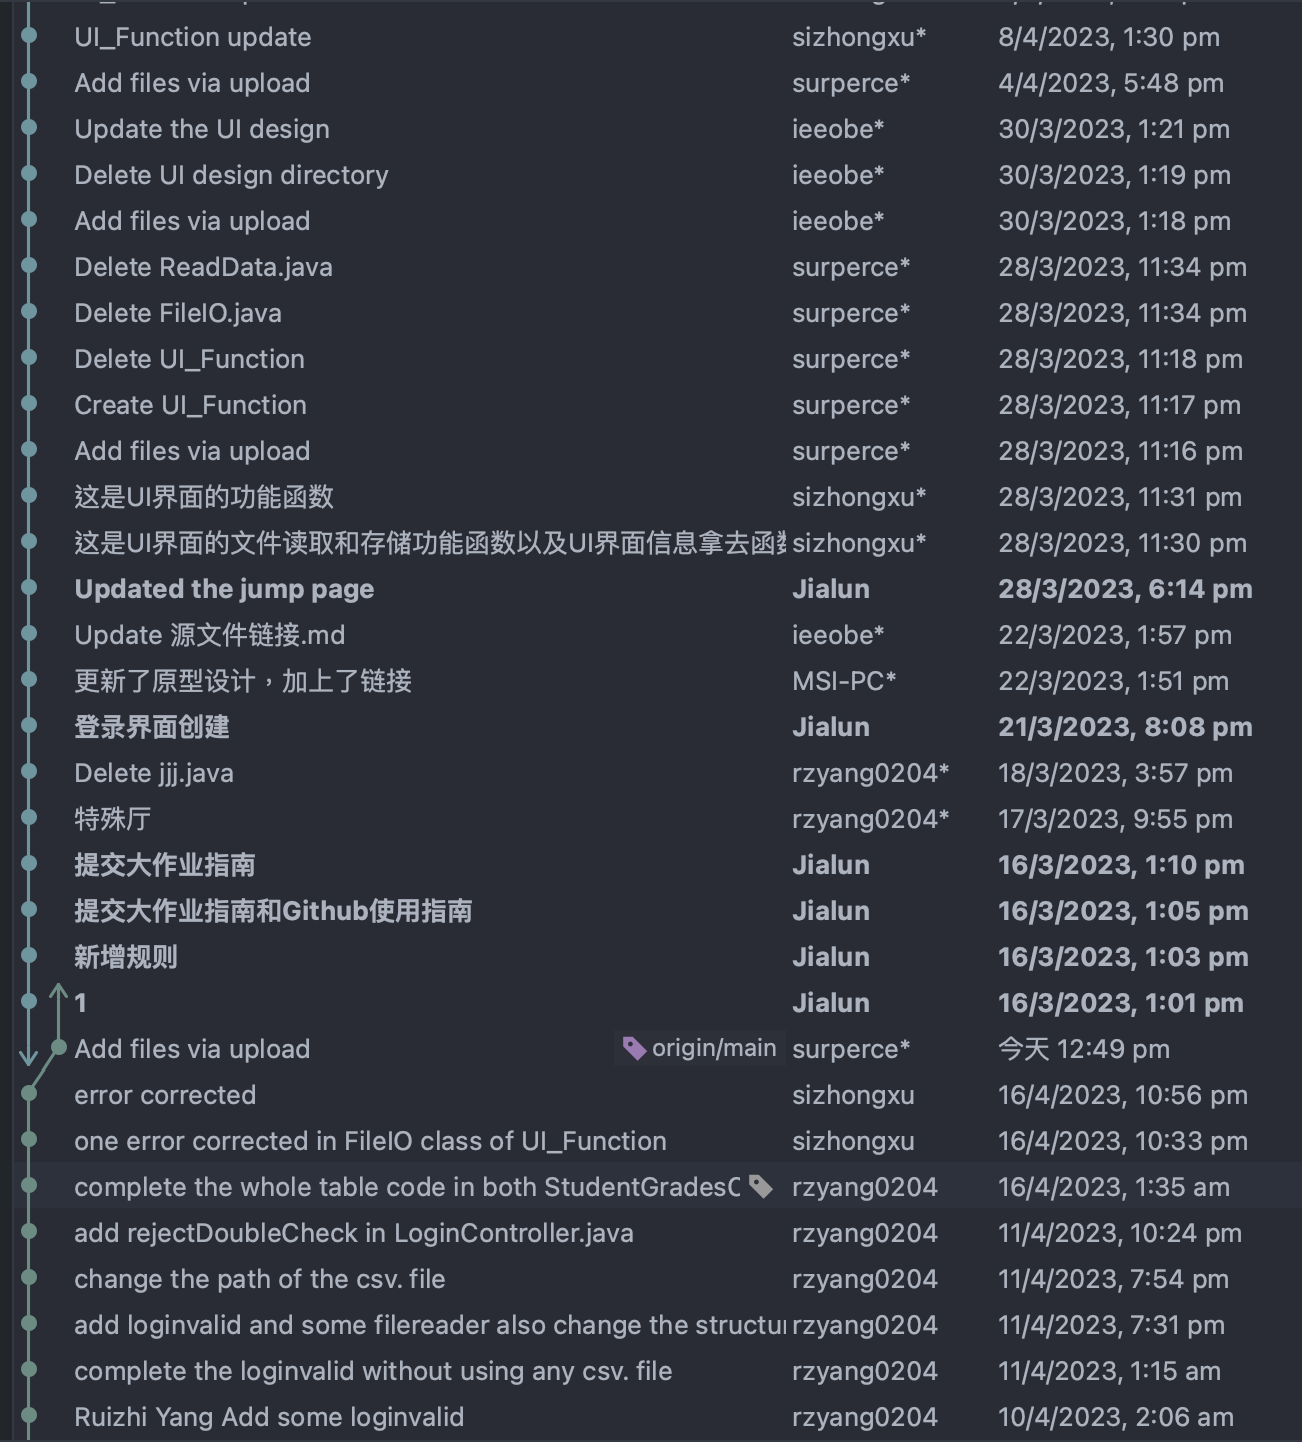 UI_Function update sizhongxu* 8/4/2023, 1:30 pm
Add files via upload surperce* 4/4/2023, 5:48 pm
Update the UI design ieeobe* 30/3/2023, 1:21 pm
Delete UI design directory ieeobe* 30/3/2023, 1:19 pm
Add files via upload ieeobe* 30/3/2023, 1:18 pm
Delete ReadData.java surperce* 28/3/2023, 11:34 pm
Delete FileIO.java surperce* 28/3/2023, 11:34 pm
Delete UI_Function surperce* 28/3/2023, 11:18 pm
Create UI_Function surperce* 28/3/2023, 11:17 pm
Add files via upload surperce* 28/3/2023, 11:16 pm
这是UI界面的功能函数 sizhongxu* 28/3/2023, 11:31 pm
这是UI界面的文件读取和存储功能函数以及UI界面信息拿去函 sizhongxu* 28/3/2023, 11:30 pm
Updated the jump page Jialun 28/3/2023, 6:14 pm
Update 源文件链接.md ieeobe* 22/3/2023, 1:57 pm
更新了原型设计，加上了链接 MSI-PC* 22/3/2023, 1:51 pm
登录界面创建 Jialun 21/3/2023, 8:08 pm
Delete jjj.java rzyang0204* 18/3/2023, 3:57 pm
特殊厅 rzyang0204* 17/3/2023, 9:55 pm
提交大作业指南 Jialun 16/3/2023, 1:10 pm
提交大作业指南和Github使用指南 Jialun 16/3/2023, 1:05 pm
新增规则 Jialun 16/3/2023, 1:03 pm
1 Jialun 16/3/2023, 1:01 pm
Add files via upload origin/main surperce* 今天 12:49 pm
error corrected sizhongxu 16/4/2023, 10:56 pm
one error corrected in FileIO class of UI_Function sizhongxu 16/4/2023, 10:33 pm
complete the whole table code in both StudentGradesC rzyang0204 16/4/2023, 1:35 am
add rejectDoubleCheck in LoginController.java rzyang0204 11/4/2023, 10:24 pm
change the path of the csv. file rzyang0204 11/4/2023, 7:54 pm
add loginvalid and some filereader also change the structu rzyang0204 11/4/2023, 7:31 pm
complete the loginvalid without using any csv. file rzyang0204 11/4/2023, 1:15 am
Ruizhi Yang Add some loginvalid rzyang0204 10/4/2023, 2:06 am